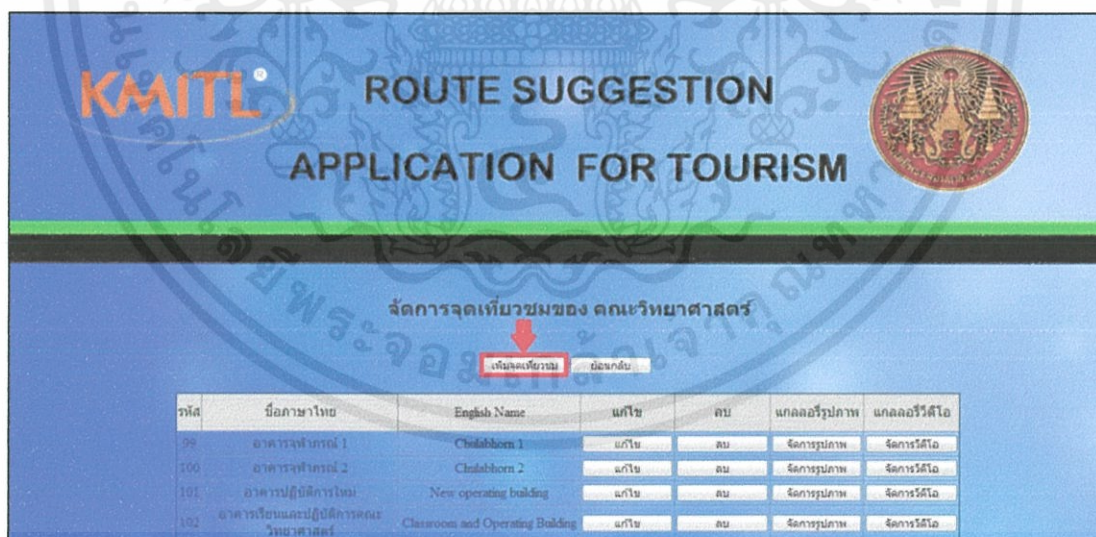 KMITL®
ROUTE SUGGESTION
APPLICATION FOR TOURISM
จัดการจุดเที่ยวชมของ คณะวิทยาศาสตร์
เพิ่มจุดเที่ยวชม ย้อนกลับ
รหัส ชื่อภาษาไทย English Name แก้ไข ลบ แกลลอรี่รูปภาพ แกลลอรี่วีดีโอ
99 อาคารจุฬาภรณ์ 1 Chulabhorn 1 แก้ไข ลบ จัดการรูปภาพ จัดการวีดีโอ
100 อาคารจุฬาภรณ์ 2 Chulabhorn 2 แก้ไข ลบ จัดการรูปภาพ จัดการวีดีโอ
101 อาคารปฏิบัติการใหม่ New operating building แก้ไข ลบ จัดการรูปภาพ จัดการวีดีโอ
102 อาคารเรียนและปฏิบัติการคณะ Classroom and Operating Building แก้ไข ลบ จัดการรูปภาพ จัดการวีดีโอ
วิทยาศาสตร์